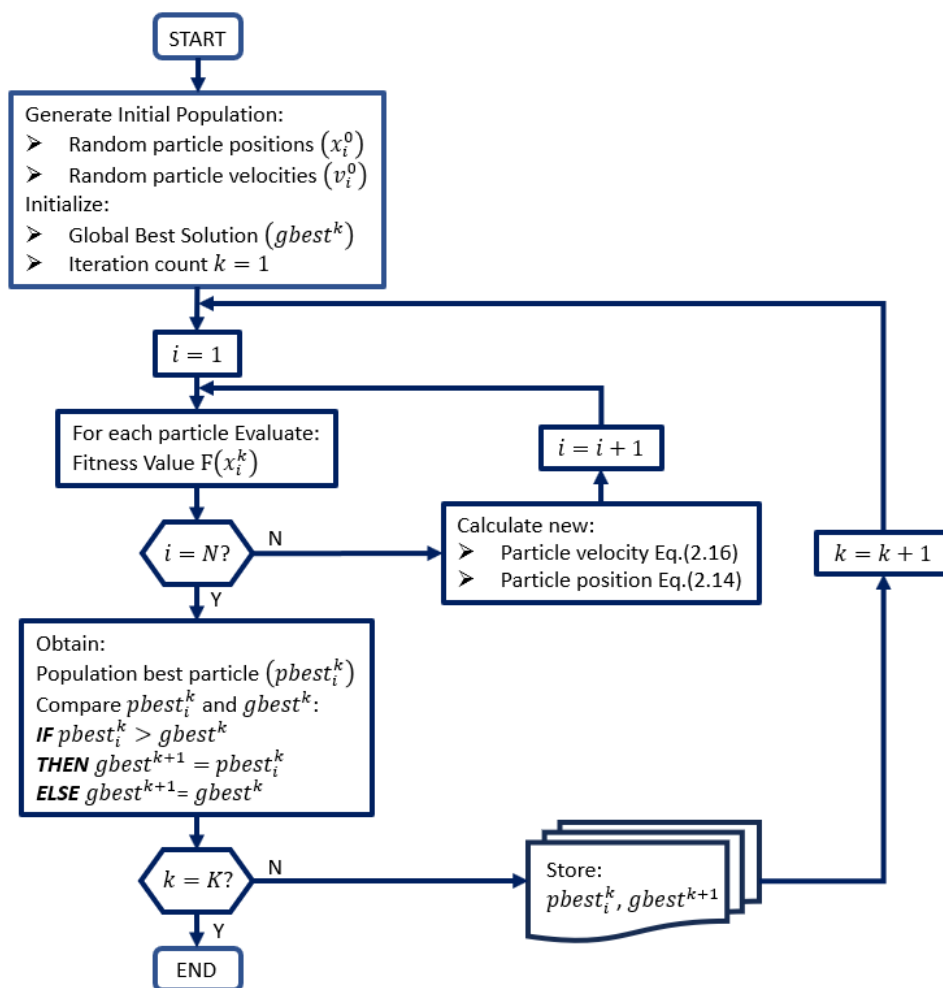 START
Generate Initial Population:
➢ Random particle positions (x_i^0)
➢ Random particle velocities (v_i^0)
Initialize:
➢ Global Best Solution (gbest^k)
➢ Iteration count k = 1
i = 1
For each particle Evaluate:
Fitness Value F(x_i^k)
i = i + 1
i = N?
N
Y
Calculate new:
➢ Particle velocity Eq.(2.16)
➢ Particle position Eq.(2.14)
k = k + 1
Obtain:
Population best particle (pbest_i^k)
Compare pbest_i^k and gbest^k:
IF pbest_i^k > gbest^k
THEN gbest^{k+1} = pbest_i^k
ELSE gbest^{k+1}= gbest^k
k = K?
N
Y
Store:
pbest_i^k, gbest^{k+1}
END